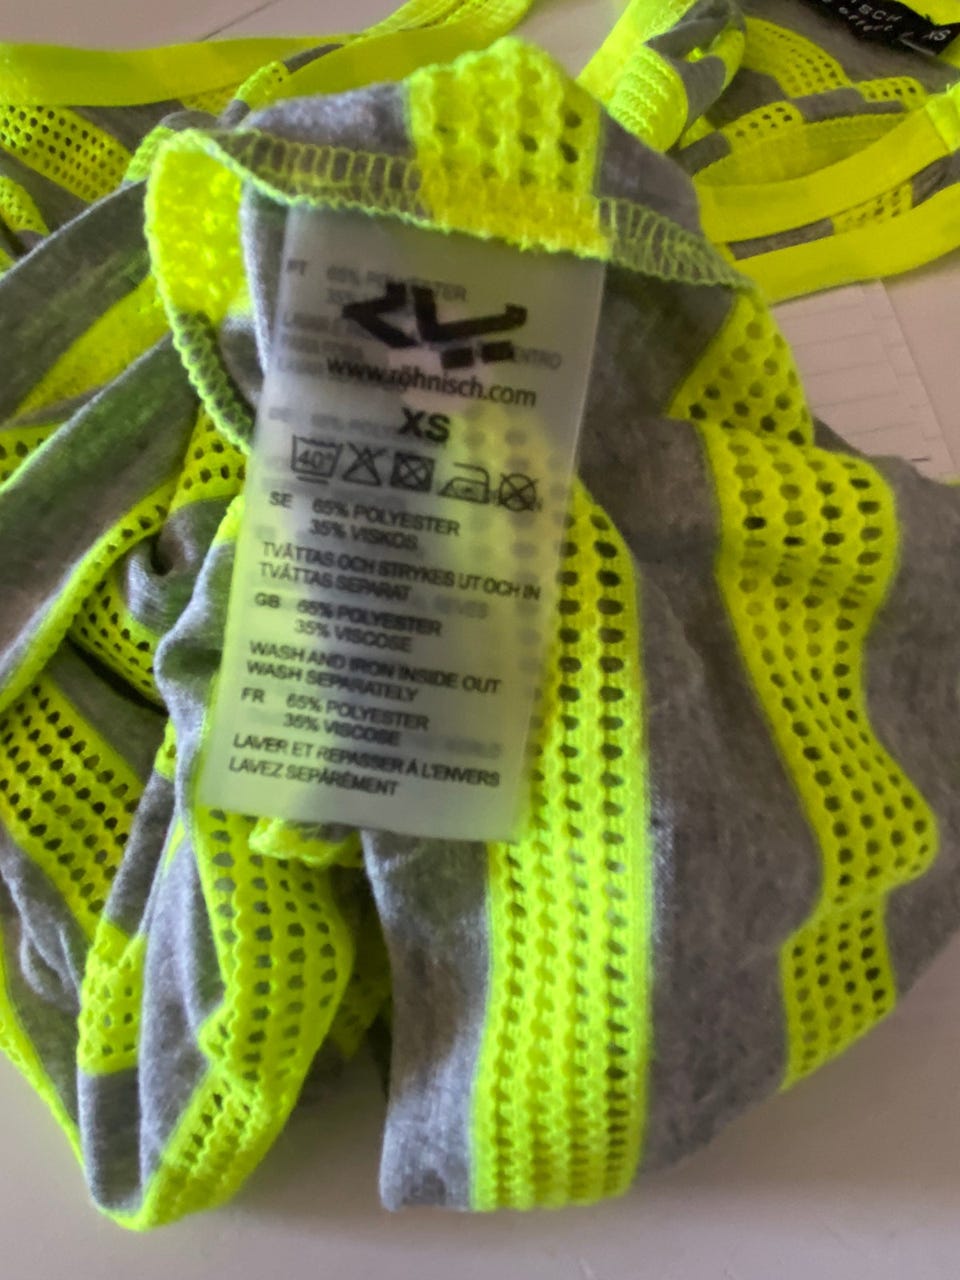 XS
www.röhnisch.com
XS
40°
SE 65% POLYESTER
35% VISKOS
TVÄTTAS OCH STRYKES UT OCH IN
TVÄTTAS SEPARAT
GB 65% POLYESTER
35% VISCOSE
WASH AND IRON INSIDE OUT
WASH SEPARATELY
FR 65% POLYESTER
35% VISCOSE
LAVER ET REPASSER À L'ENVERS
LAVEZ SEPARÉMENT